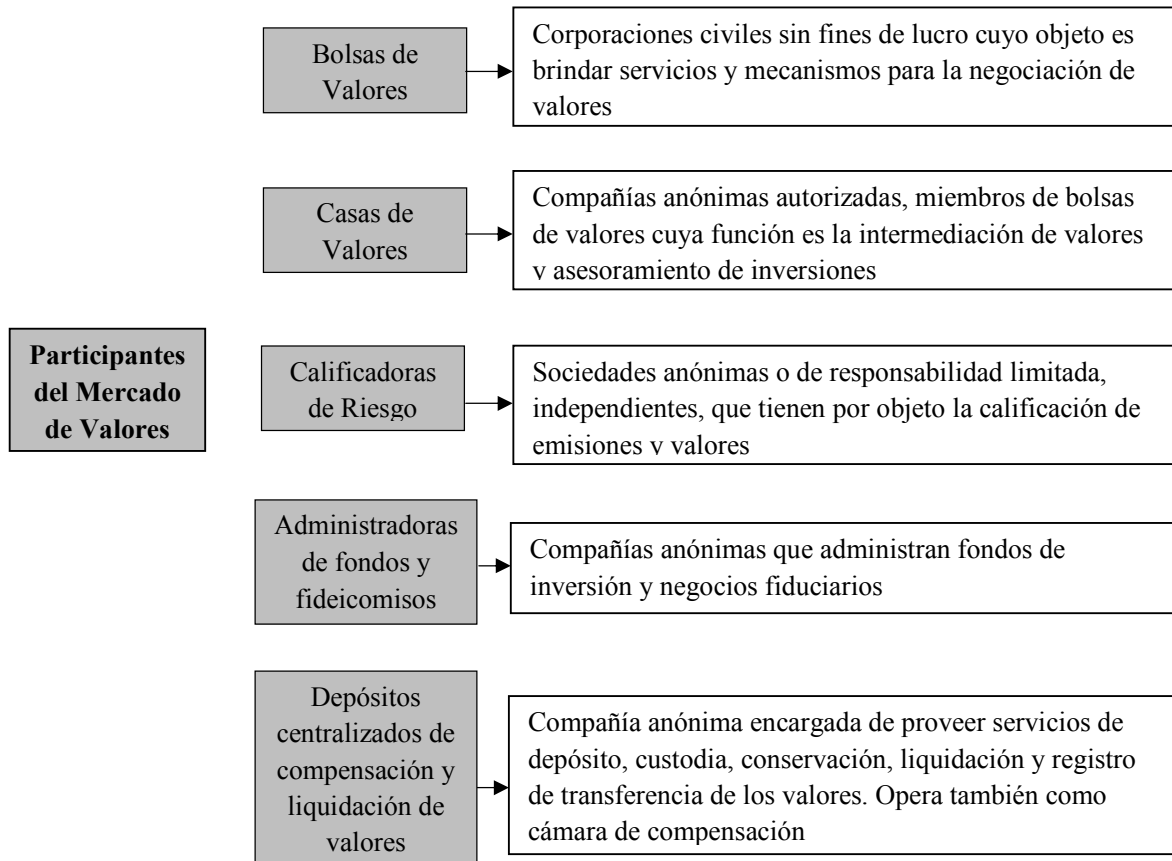 Bolsas de
Valores
Corporaciones civiles sin fines de lucro cuyo objeto es
brindar servicios y mecanismos para la negociación de
valores
Casas de
Valores
Compañías anónimas autorizadas, miembros de bolsas
de valores cuya función es la intermediación de valores
y asesoramiento de inversiones
Participantes
del Mercado
de Valores
Calificadoras
de Riesgo
Sociedades anónimas o de responsabilidad limitada,
independientes, que tienen por objeto la calificación de
emisiones y valores
Administradoras
de fondos y
fideicomisos
Compañías anónimas que administran fondos de
inversión y negocios fiduciarios
Depósitos
centralizados de
compensación y
liquidación de
valores
Compañía anónima encargada de proveer servicios de
depósito, custodia, conservación, liquidación y registro
de transferencia de los valores. Opera también como
cámara de compensación